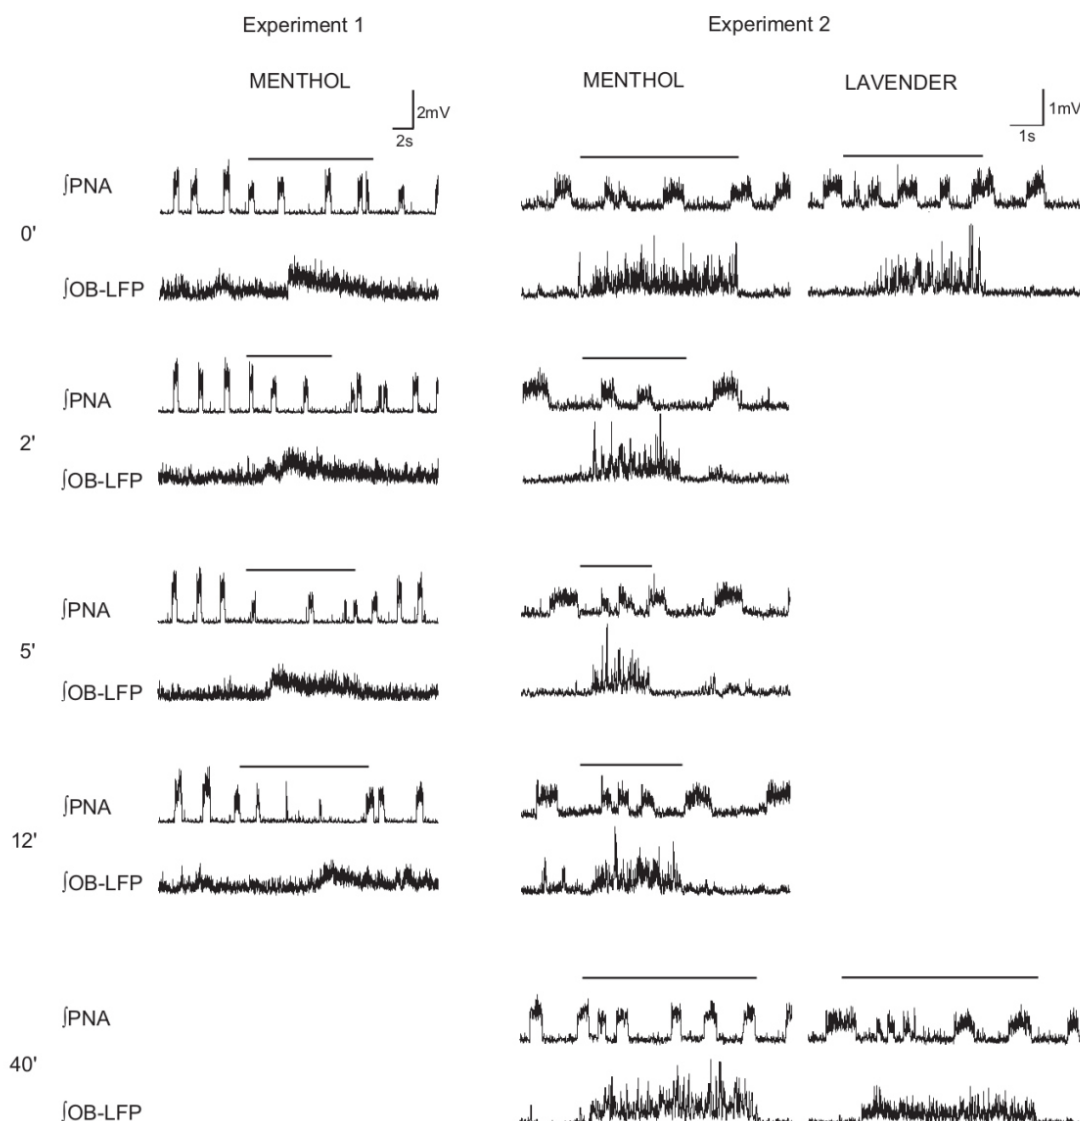 Experiment 1
Experiment 2
MENTHOL
MENTHOL
LAVENDER
2mV
2s
1mV
1s
∫PNA
0'
∫OB-LFP
∫PNA
2'
∫OB-LFP
∫PNA
5'
∫OB-LFP
∫PNA
12'
∫OB-LFP
∫PNA
40'
∫OB-LFP